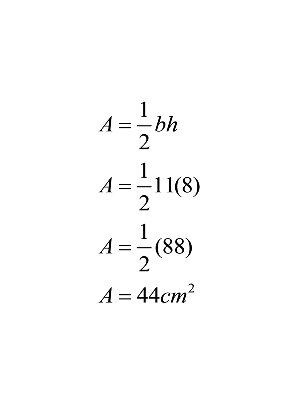 A = 1/2 bh
A = 1/2 11(8)
A = 1/2 (88)
A = 44cm²